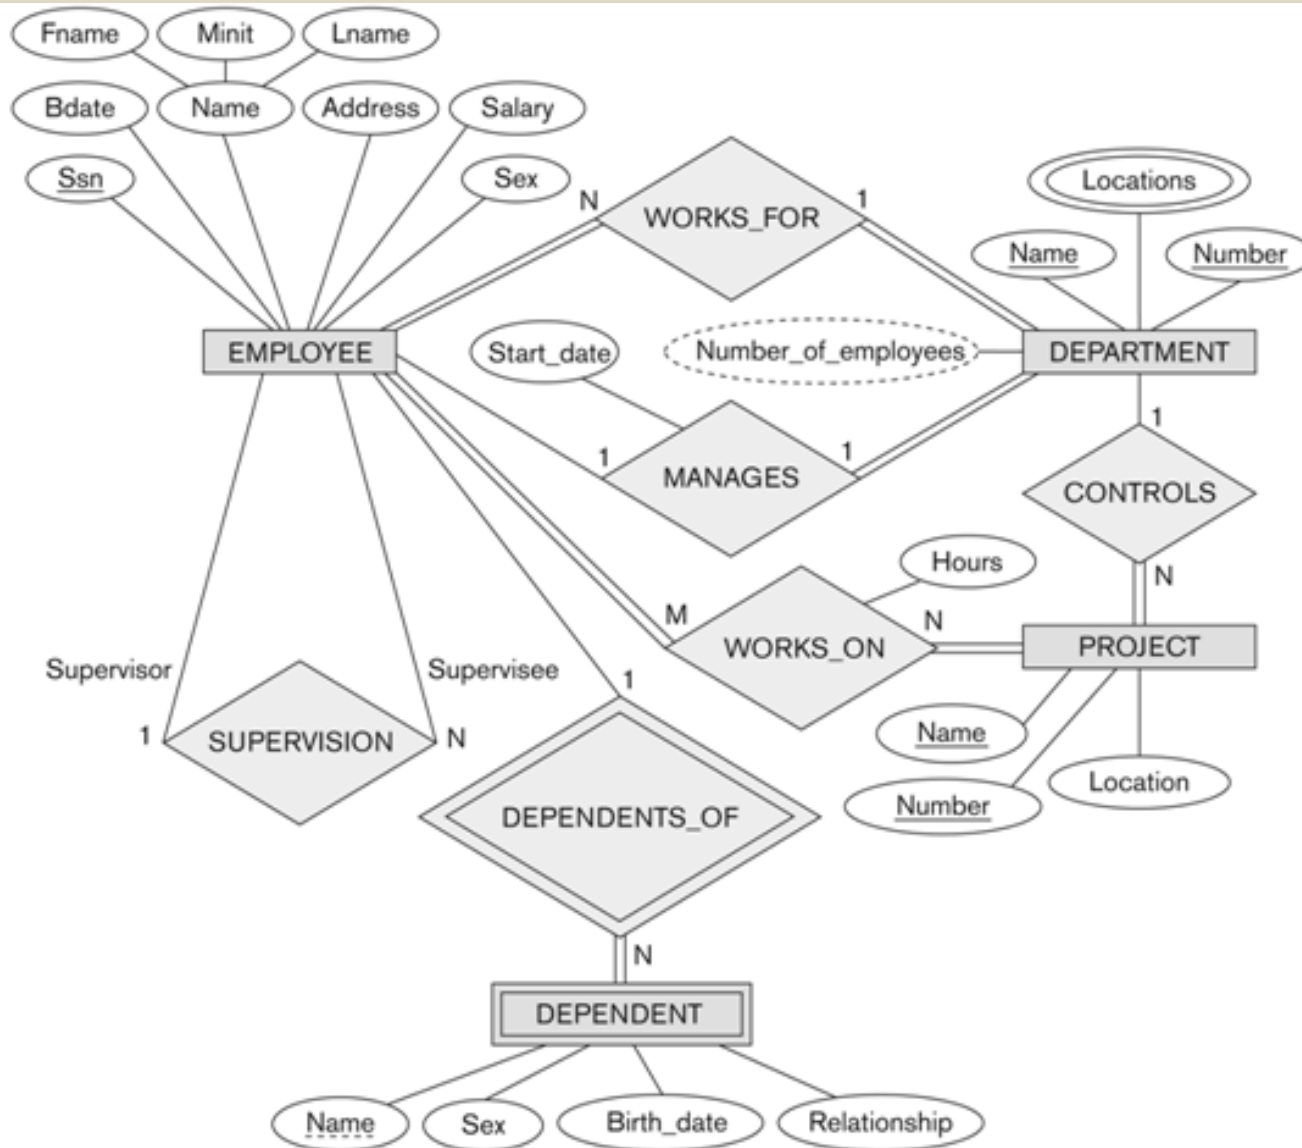 Fname
Minit
Lname
Bdate
Name
Address
Salary
Ssn
Sex
N
WORKS_FOR
1
Locations
Name
Number
EMPLOYEE
Start_date
Number_of_employees
DEPARTMENT
1
MANAGES
1
1
CONTROLS
N
Hours
M
WORKS_ON
N
PROJECT
Supervisor
Supervisee
1
SUPERVISION
N
1
Name
Number
Location
DEPENDENTS_OF
N
DEPENDENT
Name
Sex
Birth_date
Relationship